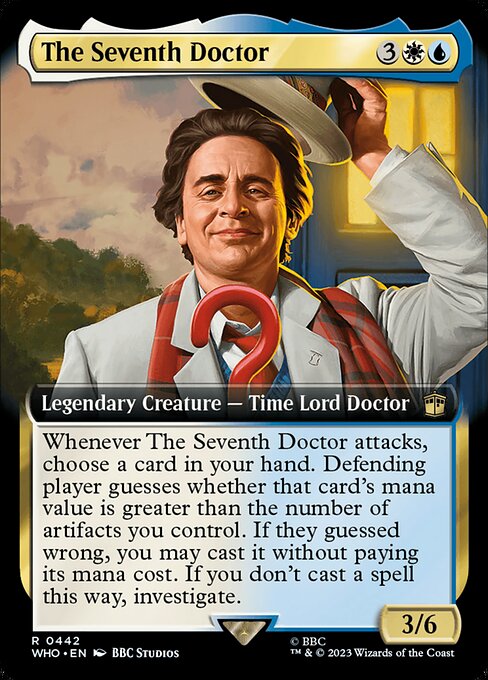 The Seventh Doctor 3
Legendary Creature — Time Lord Doctor
Whenever The Seventh Doctor attacks,
choose a card in your hand. Defending
player guesses whether that card's mana
value is greater than the number of
artifacts you control. If they guessed
wrong, you may cast it without paying
its mana cost. If you don't cast a spell
this way, investigate.
3/6
R 0442
WHO • EN BBC Studios
© BBC
™ & © 2023 Wizards of the Coast